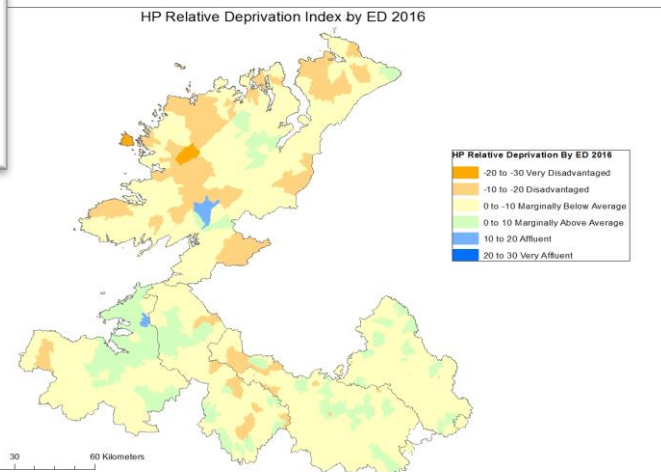 HP Relative Deprivation Index by ED 2016
HP Relative Deprivation By ED 2016
-20 to -30 Very Disadvantaged
-10 to -20 Disadvantaged
0 to -10 Marginally Below Average
0 to 10 Marginally Above Average
10 to 20 Affluent
20 to 30 Very Affluent
30 60 Kilometers